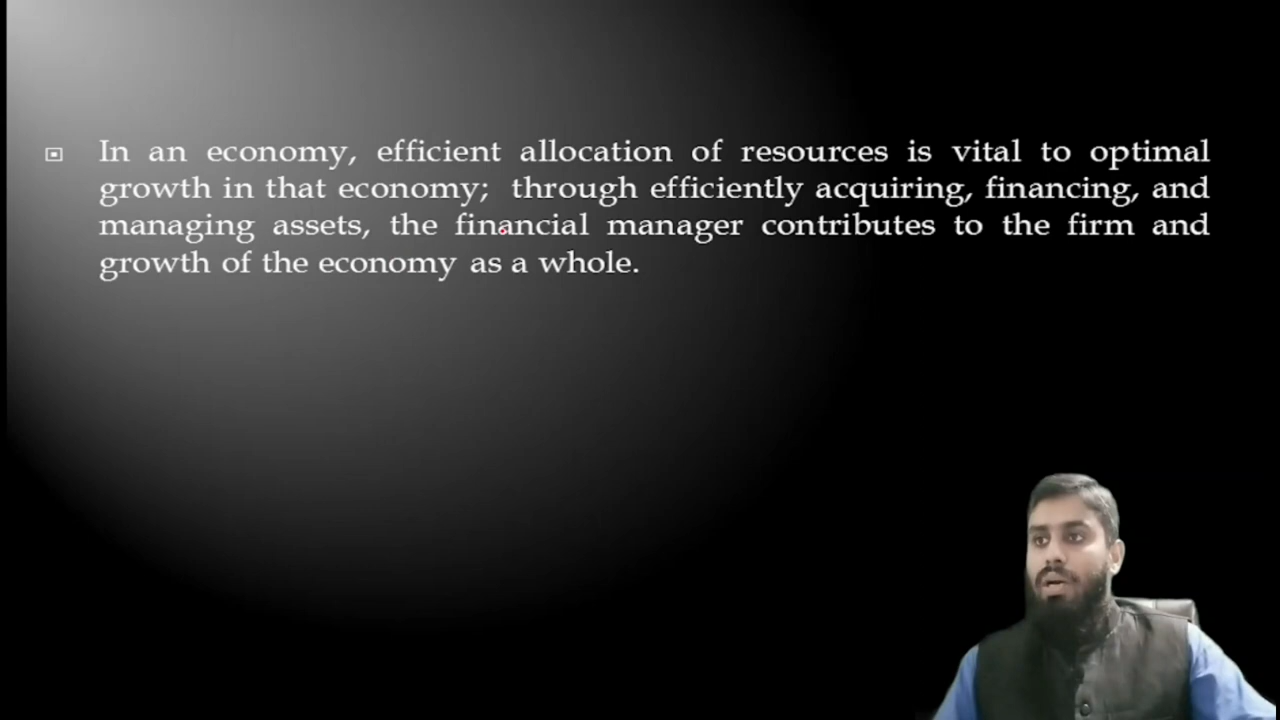 In an economy, efficient allocation of resources is vital to optimal
growth in that economy; through efficiently acquiring, financing, and
managing assets, the financial manager contributes to the firm and
growth of the economy as a whole.